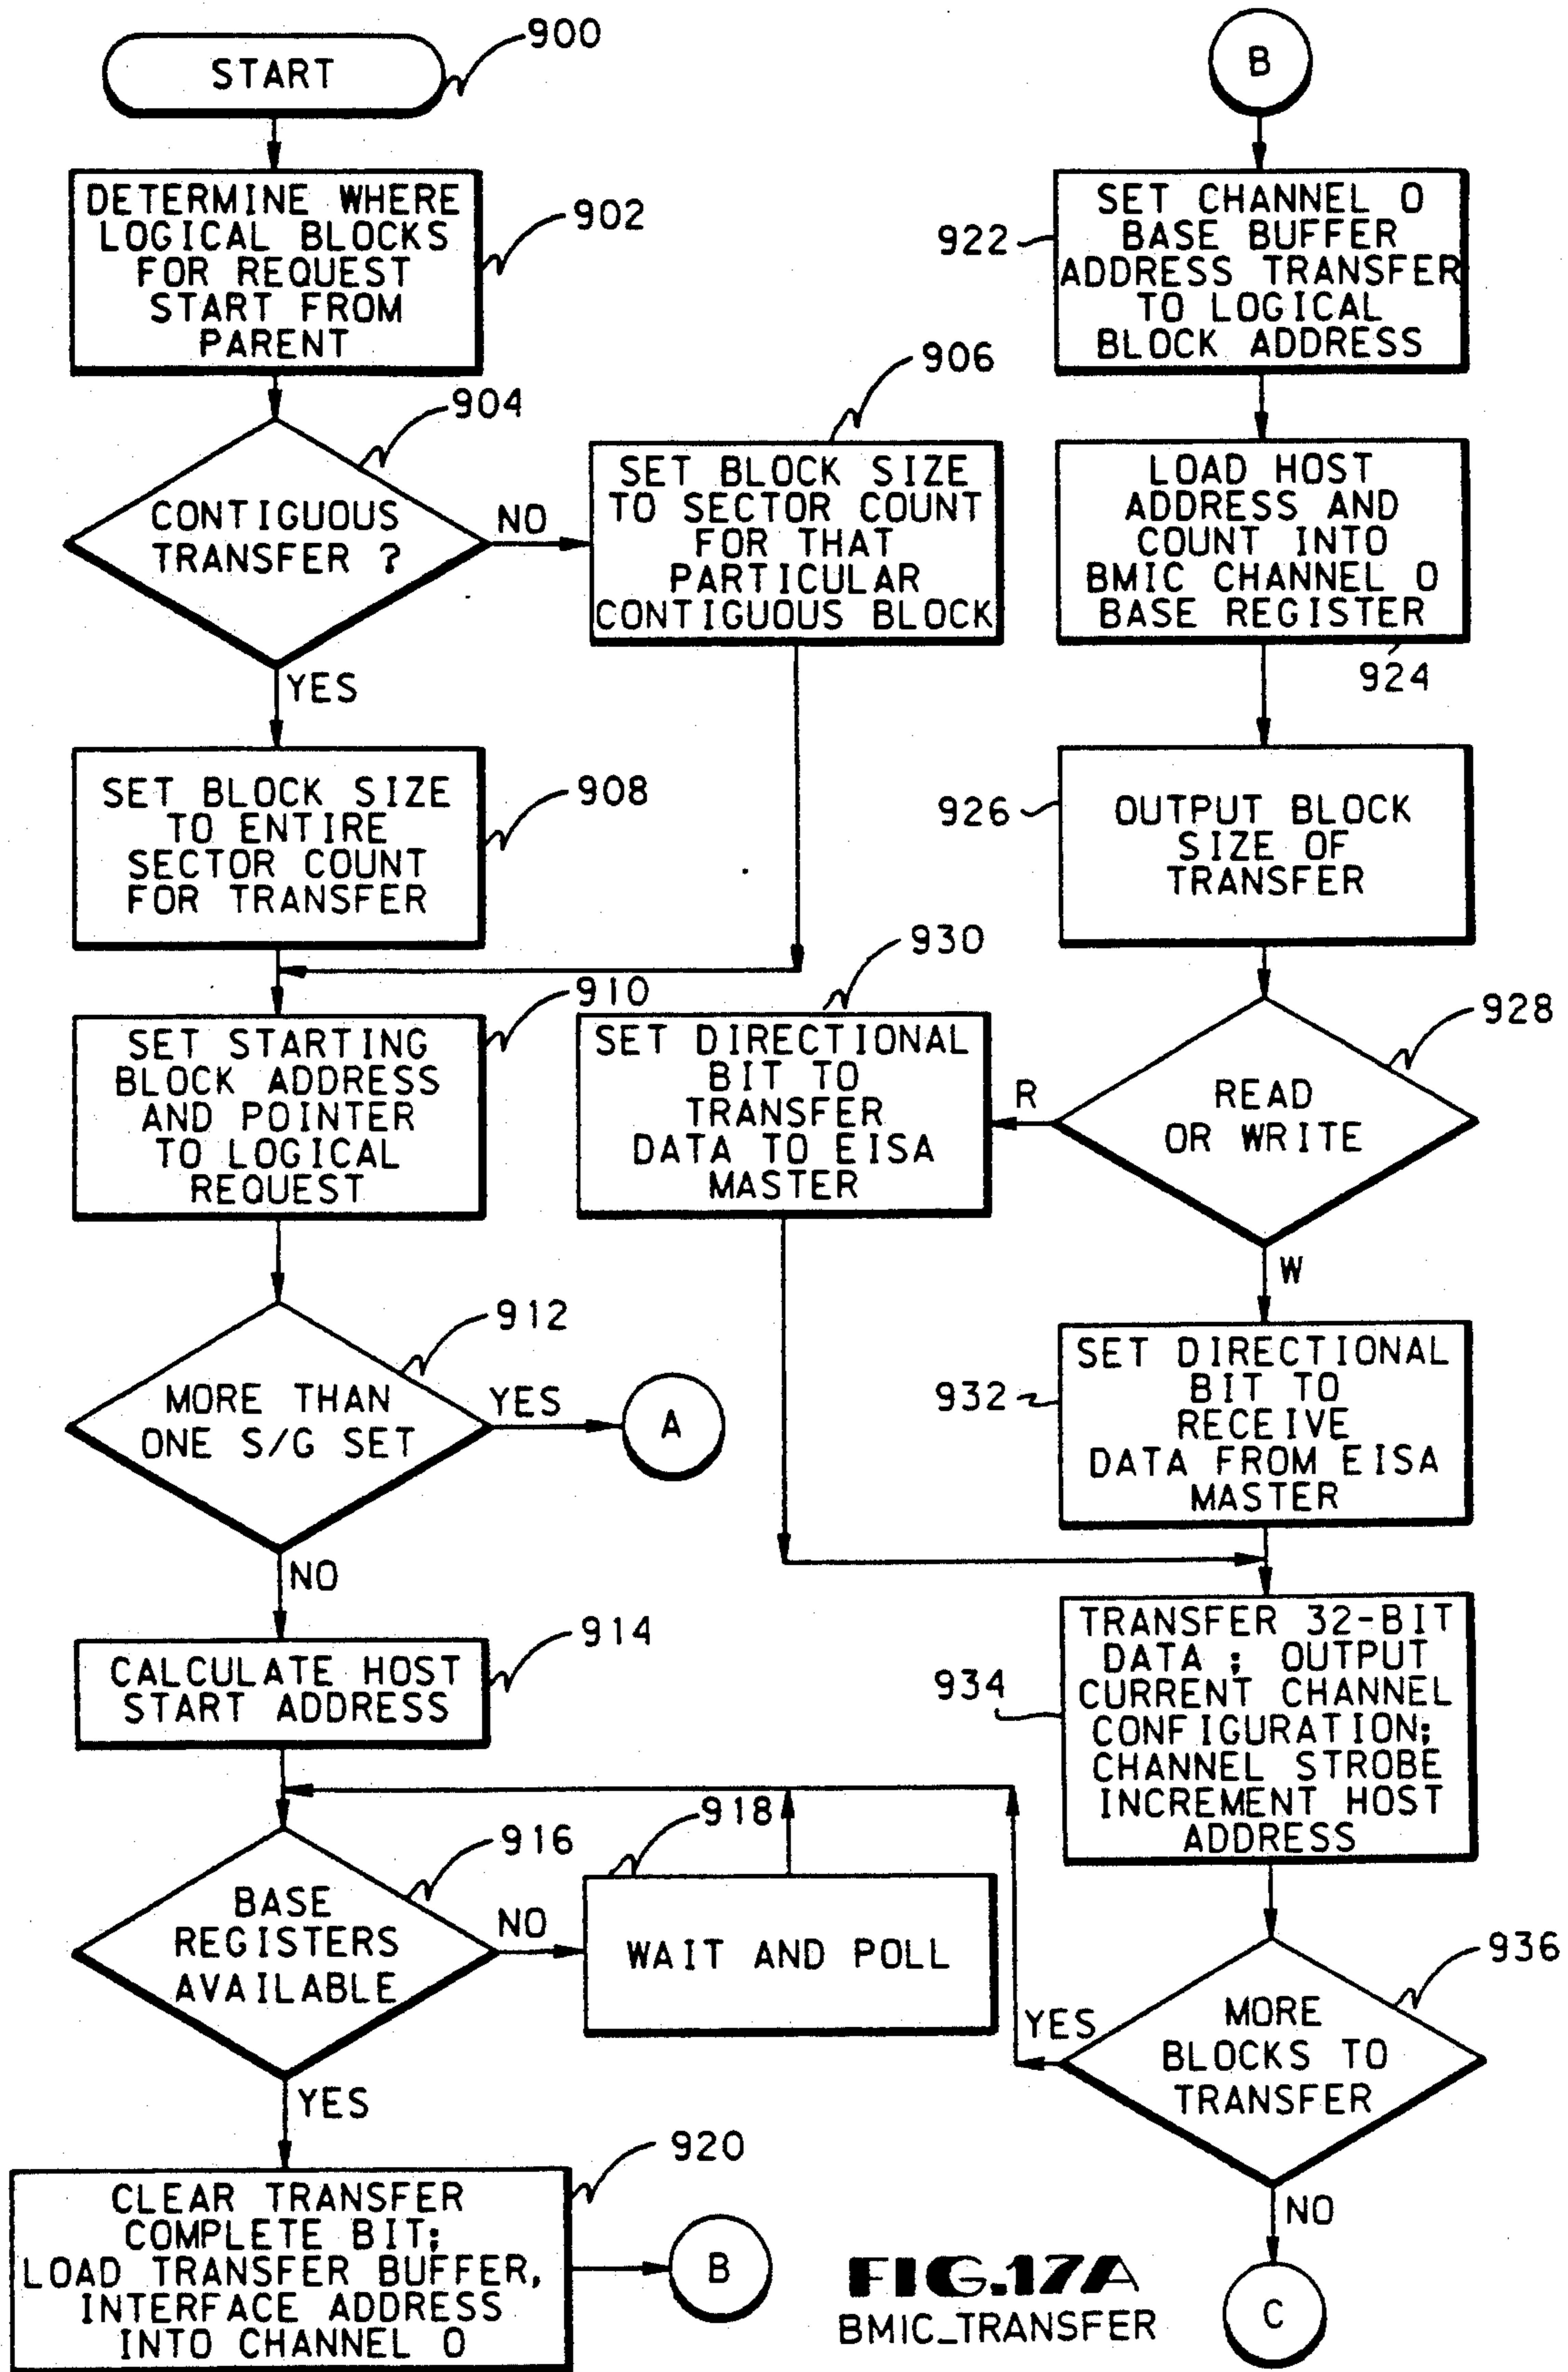 START
900
DETERMINE WHERE
LOGICAL BLOCKS
FOR REQUEST
START FROM
PARENT
902
904
CONTIGUOUS
TRANSFER ?
NO
YES
906
SET BLOCK SIZE
TO SECTOR COUNT
FOR THAT
PARTICULAR
CONTIGUOUS BLOCK
SET BLOCK SIZE
TO ENTIRE
SECTOR COUNT
FOR TRANSFER
908
910
SET STARTING
BLOCK ADDRESS
AND POINTER
TO LOGICAL
REQUEST
912
MORE THAN
ONE S/G SET
YES
A
NO
914
CALCULATE HOST
START ADDRESS
916
BASE
REGISTERS
AVAILABLE
NO
918
WAIT AND POLL
YES
920
CLEAR TRANSFER
COMPLETE BIT;
LOAD TRANSFER BUFFER,
INTERFACE ADDRESS
INTO CHANNEL 0
B
B
922
SET CHANNEL 0
BASE BUFFER
ADDRESS TRANSFER
TO LOGICAL
BLOCK ADDRESS
LOAD HOST
ADDRESS AND
COUNT INTO
BMIC CHANNEL 0
BASE REGISTER
924
926
OUTPUT BLOCK
SIZE OF
TRANSFER
928
READ
OR WRITE
R
930
SET DIRECTIONAL
BIT TO
TRANSFER
DATA TO EISA
MASTER
W
932
SET DIRECTIONAL
BIT TO
RECEIVE
DATA FROM EISA
MASTER
934
TRANSFER 32-BIT
DATA ; OUTPUT
CURRENT CHANNEL
CONFIGURATION;
CHANNEL STROBE
INCREMENT HOST
ADDRESS
936
MORE
BLOCKS TO
TRANSFER
YES
NO
C
FIG.17A
BMIC_TRANSFER